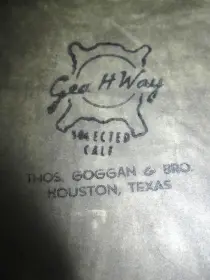 Geo H Way
SELECTED
CALF
THOS. GOGGAN & BRO.
HOUSTON, TEXAS